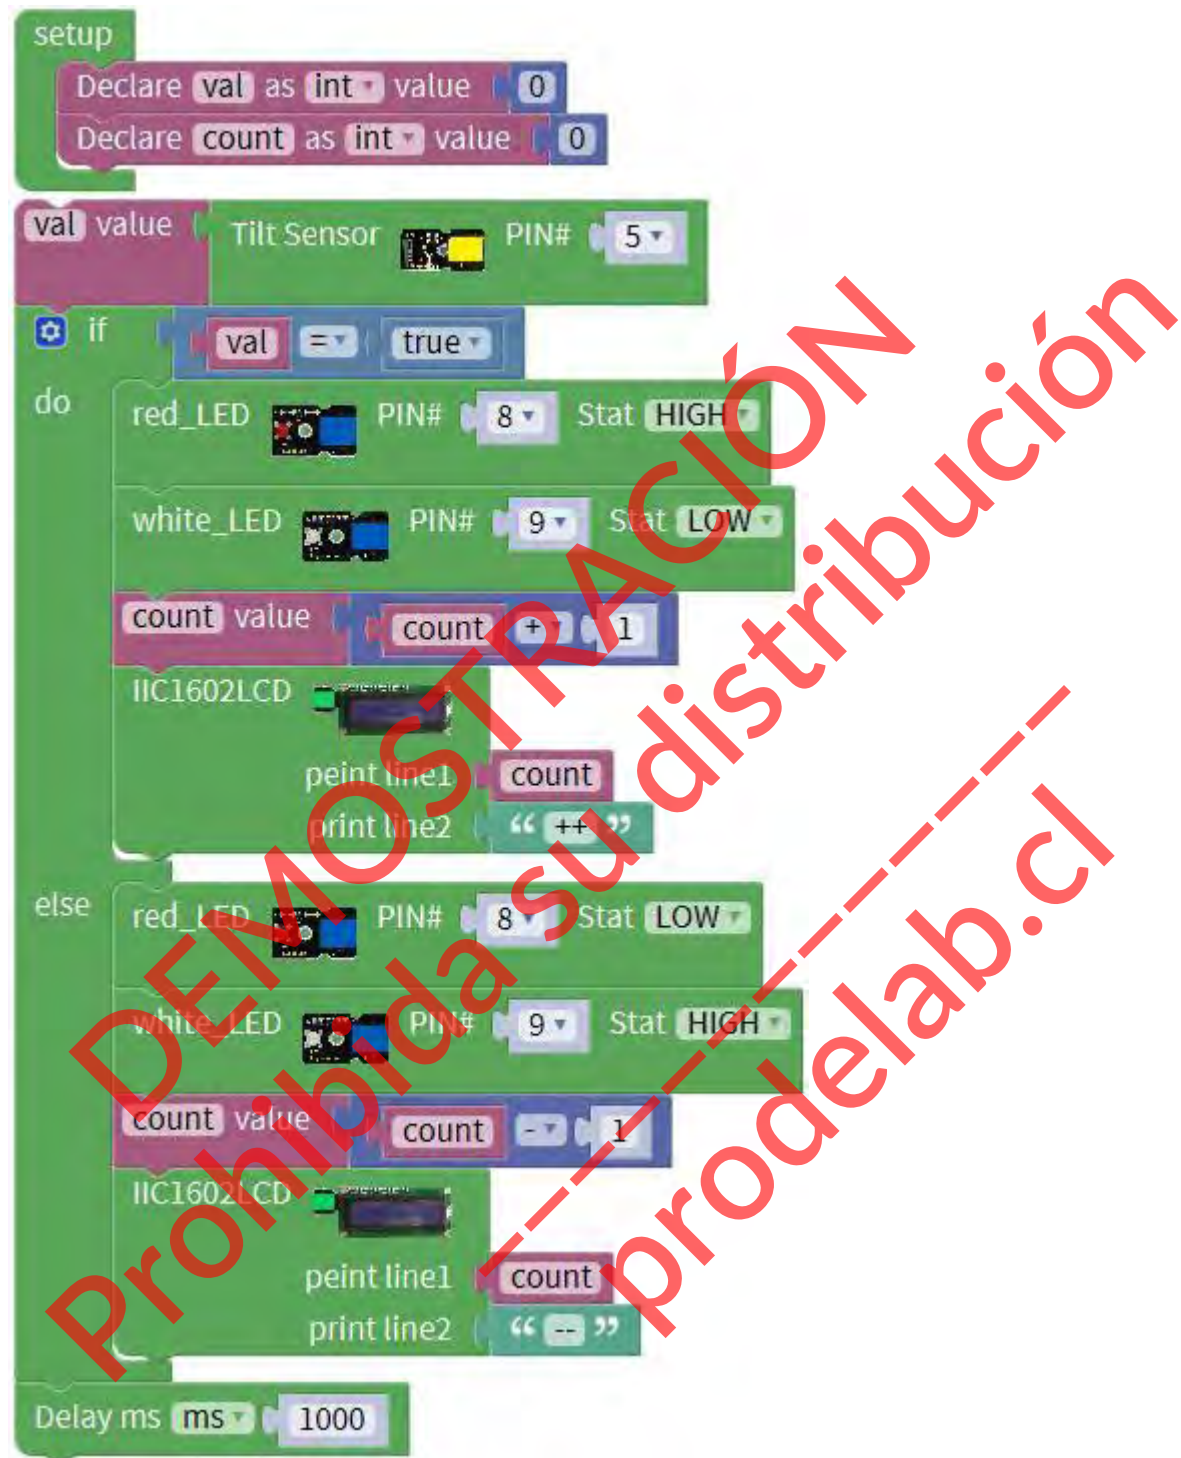 setup
Declare val as int value 0
Declare count as int value 0
val value Tilt Sensor PIN# 5
if val = true
do red_LED PIN# 8 Stat HIGH
white_LED PIN# 9 Stat LOW
count value count + 1
IIC1602LCD
peint line1 count
print line2 “ ++ ”
else red_LED PIN# 8 Stat LOW
white_LED PIN# 9 Stat HIGH
count value count - 1
IIC1602LCD
peint line1 count
print line2 “ -- ”
Delay ms ms 1000
DEMOSTRACIÓN
Prohibida su distribución
----------------
prodelab.cl